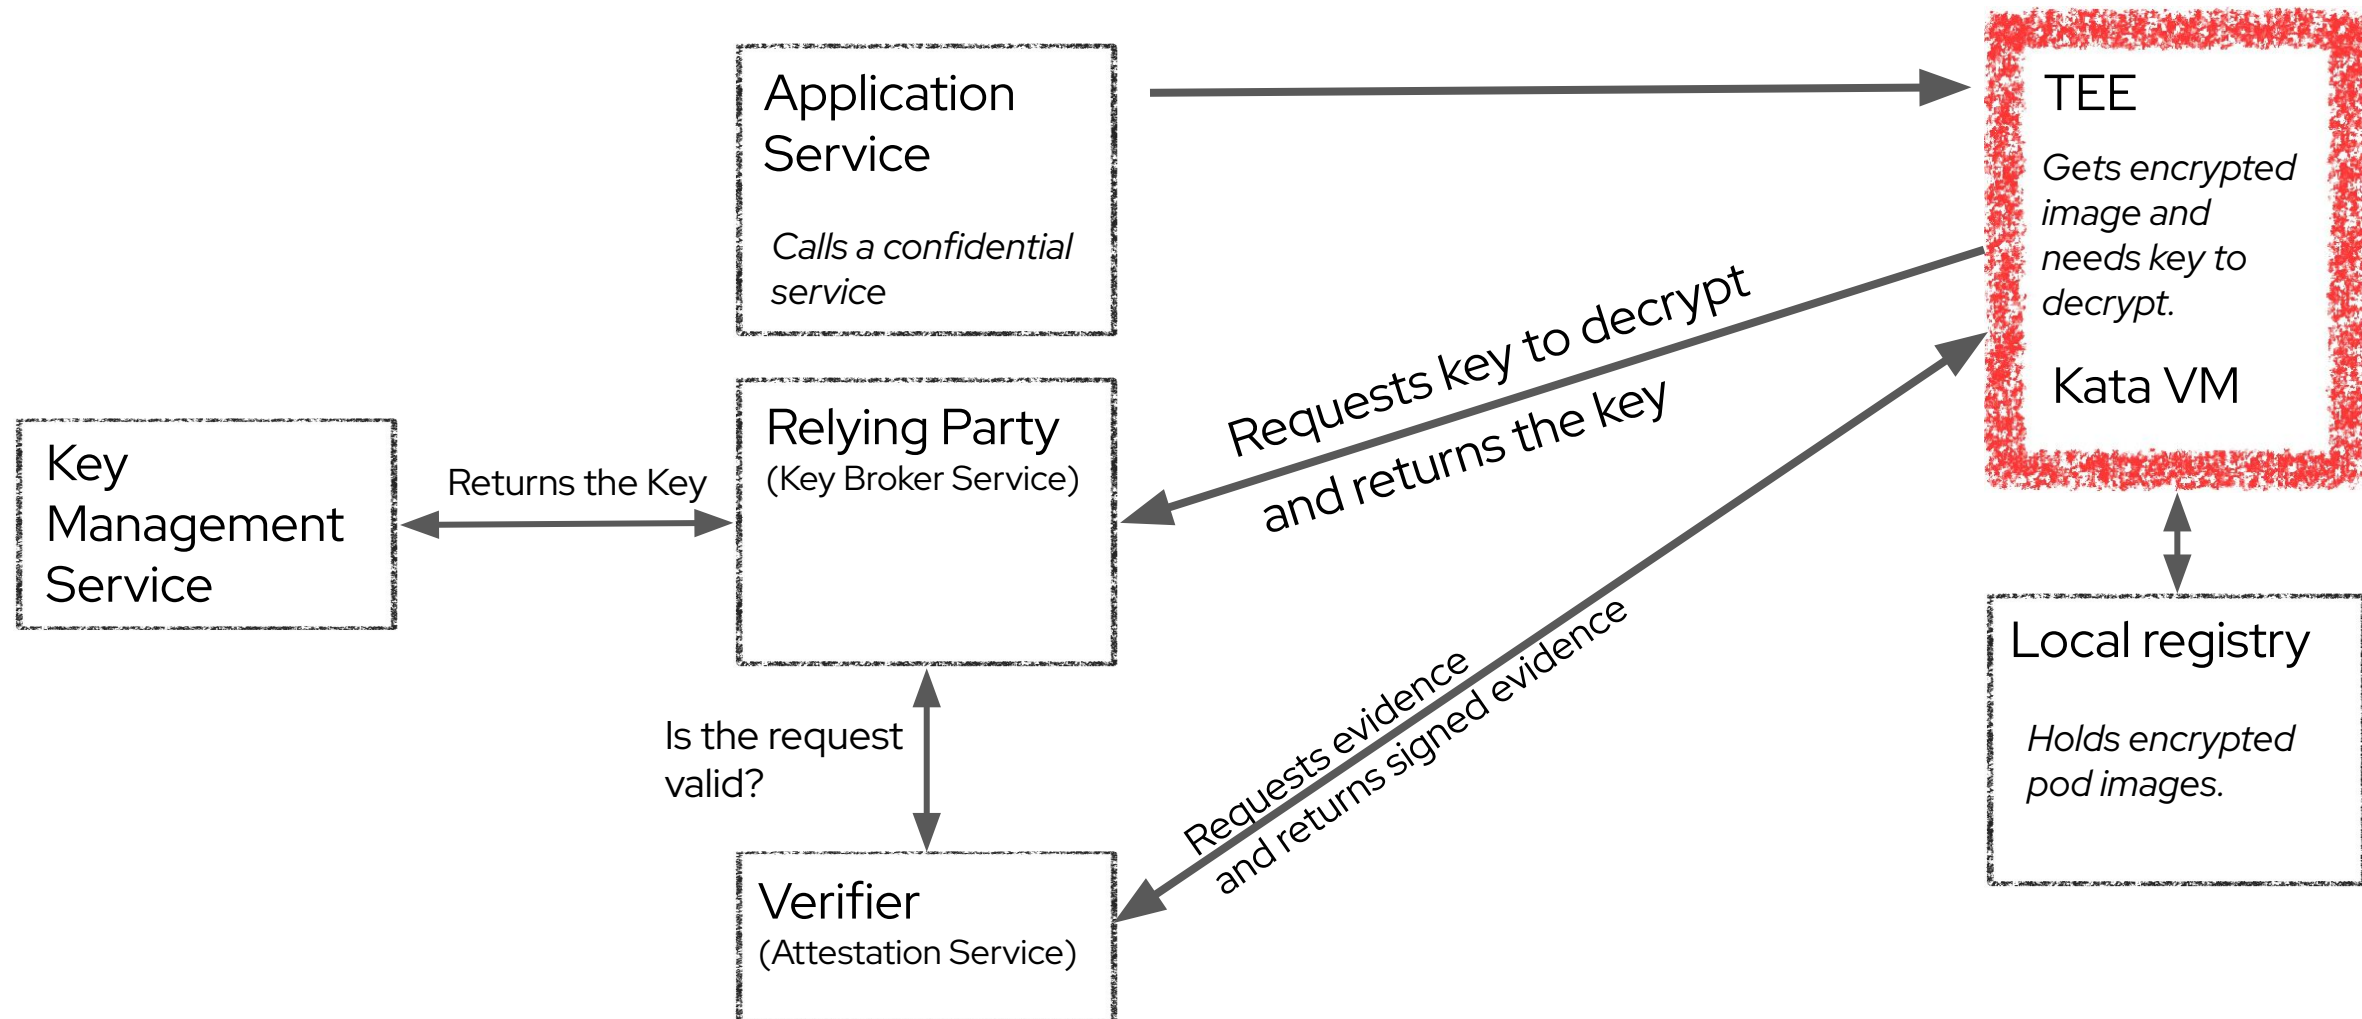 Application
Service
Calls a confidential
service
TEE
Gets encrypted
image and
needs key to
decrypt.
Kata VM
Requests key to decrypt
and returns the key
Relying Party
(Key Broker Service)
Key
Management
Service
Returns the Key
Is the request
valid?
Requests evidence
and returns signed evidence
Local registry
Holds encrypted
pod images.
Verifier
(Attestation Service)